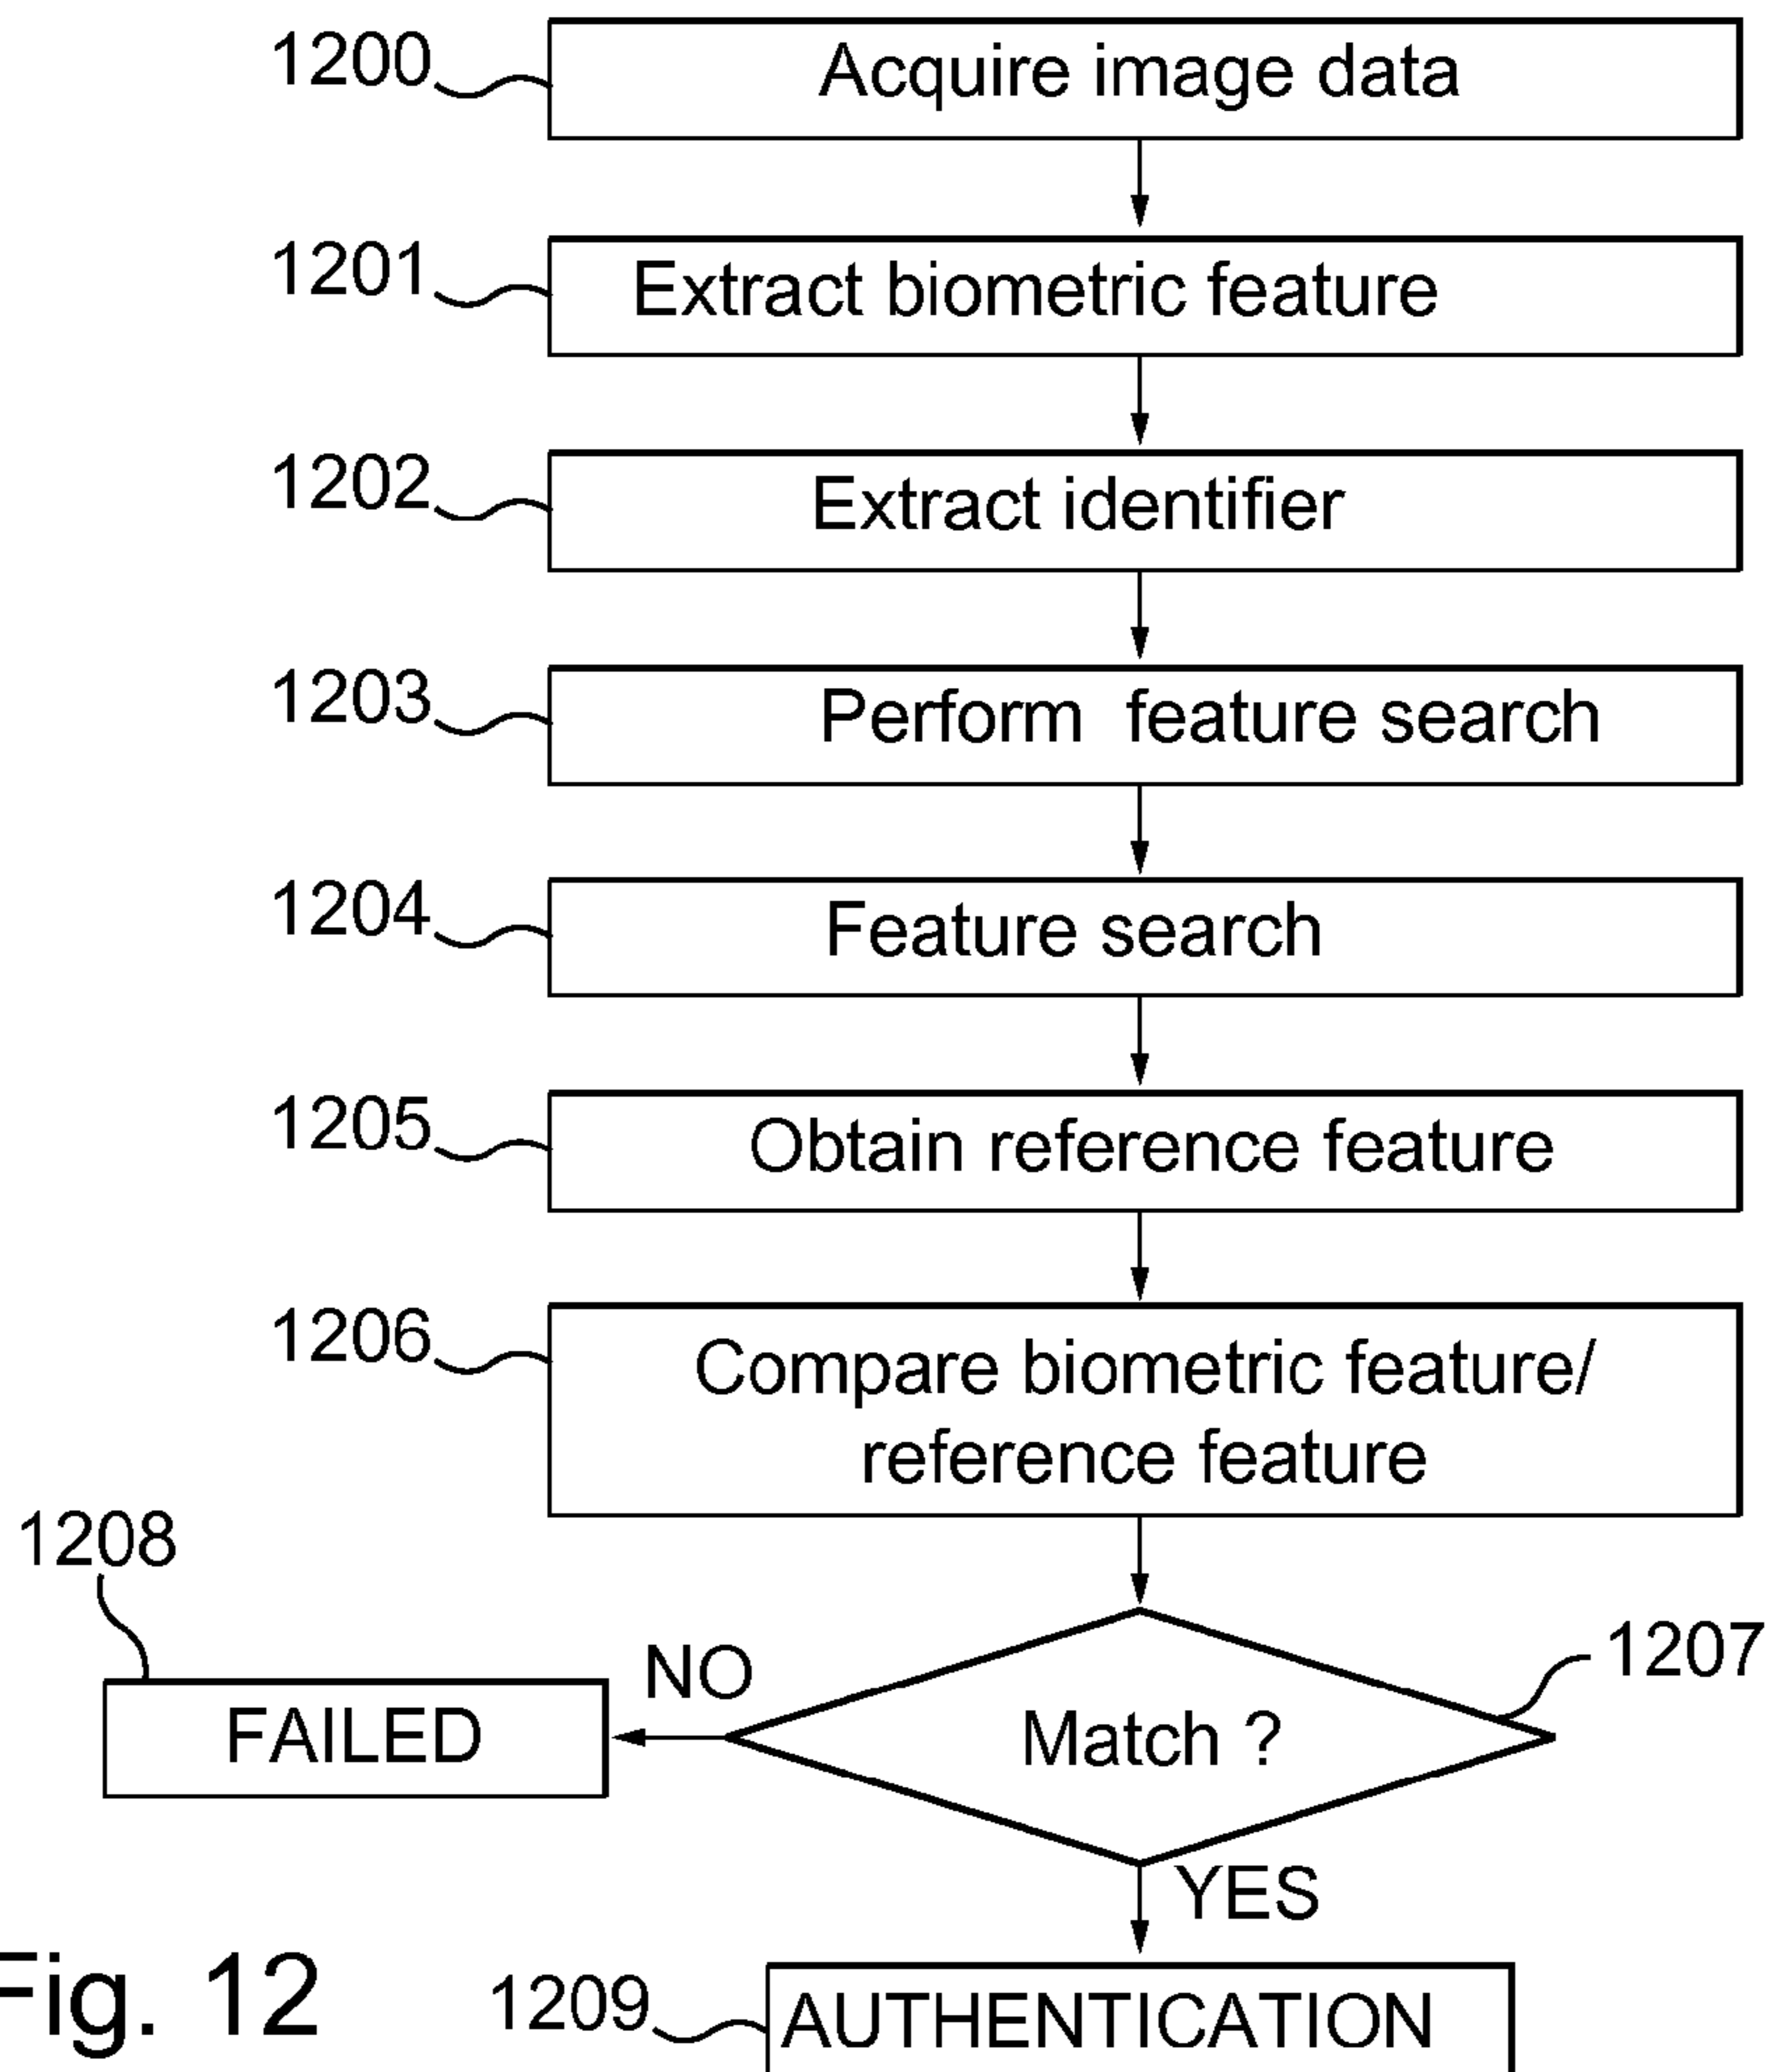 1200
Acquire image data
1201
Extract biometric feature
1202
Extract identifier
1203
Perform feature search
1204
Feature search
1205
Obtain reference feature
1206
Compare biometric feature/
reference feature
1208
1207
NO
FAILED
Match ?
YES
Fig. 12
1209
AUTHENTICATION